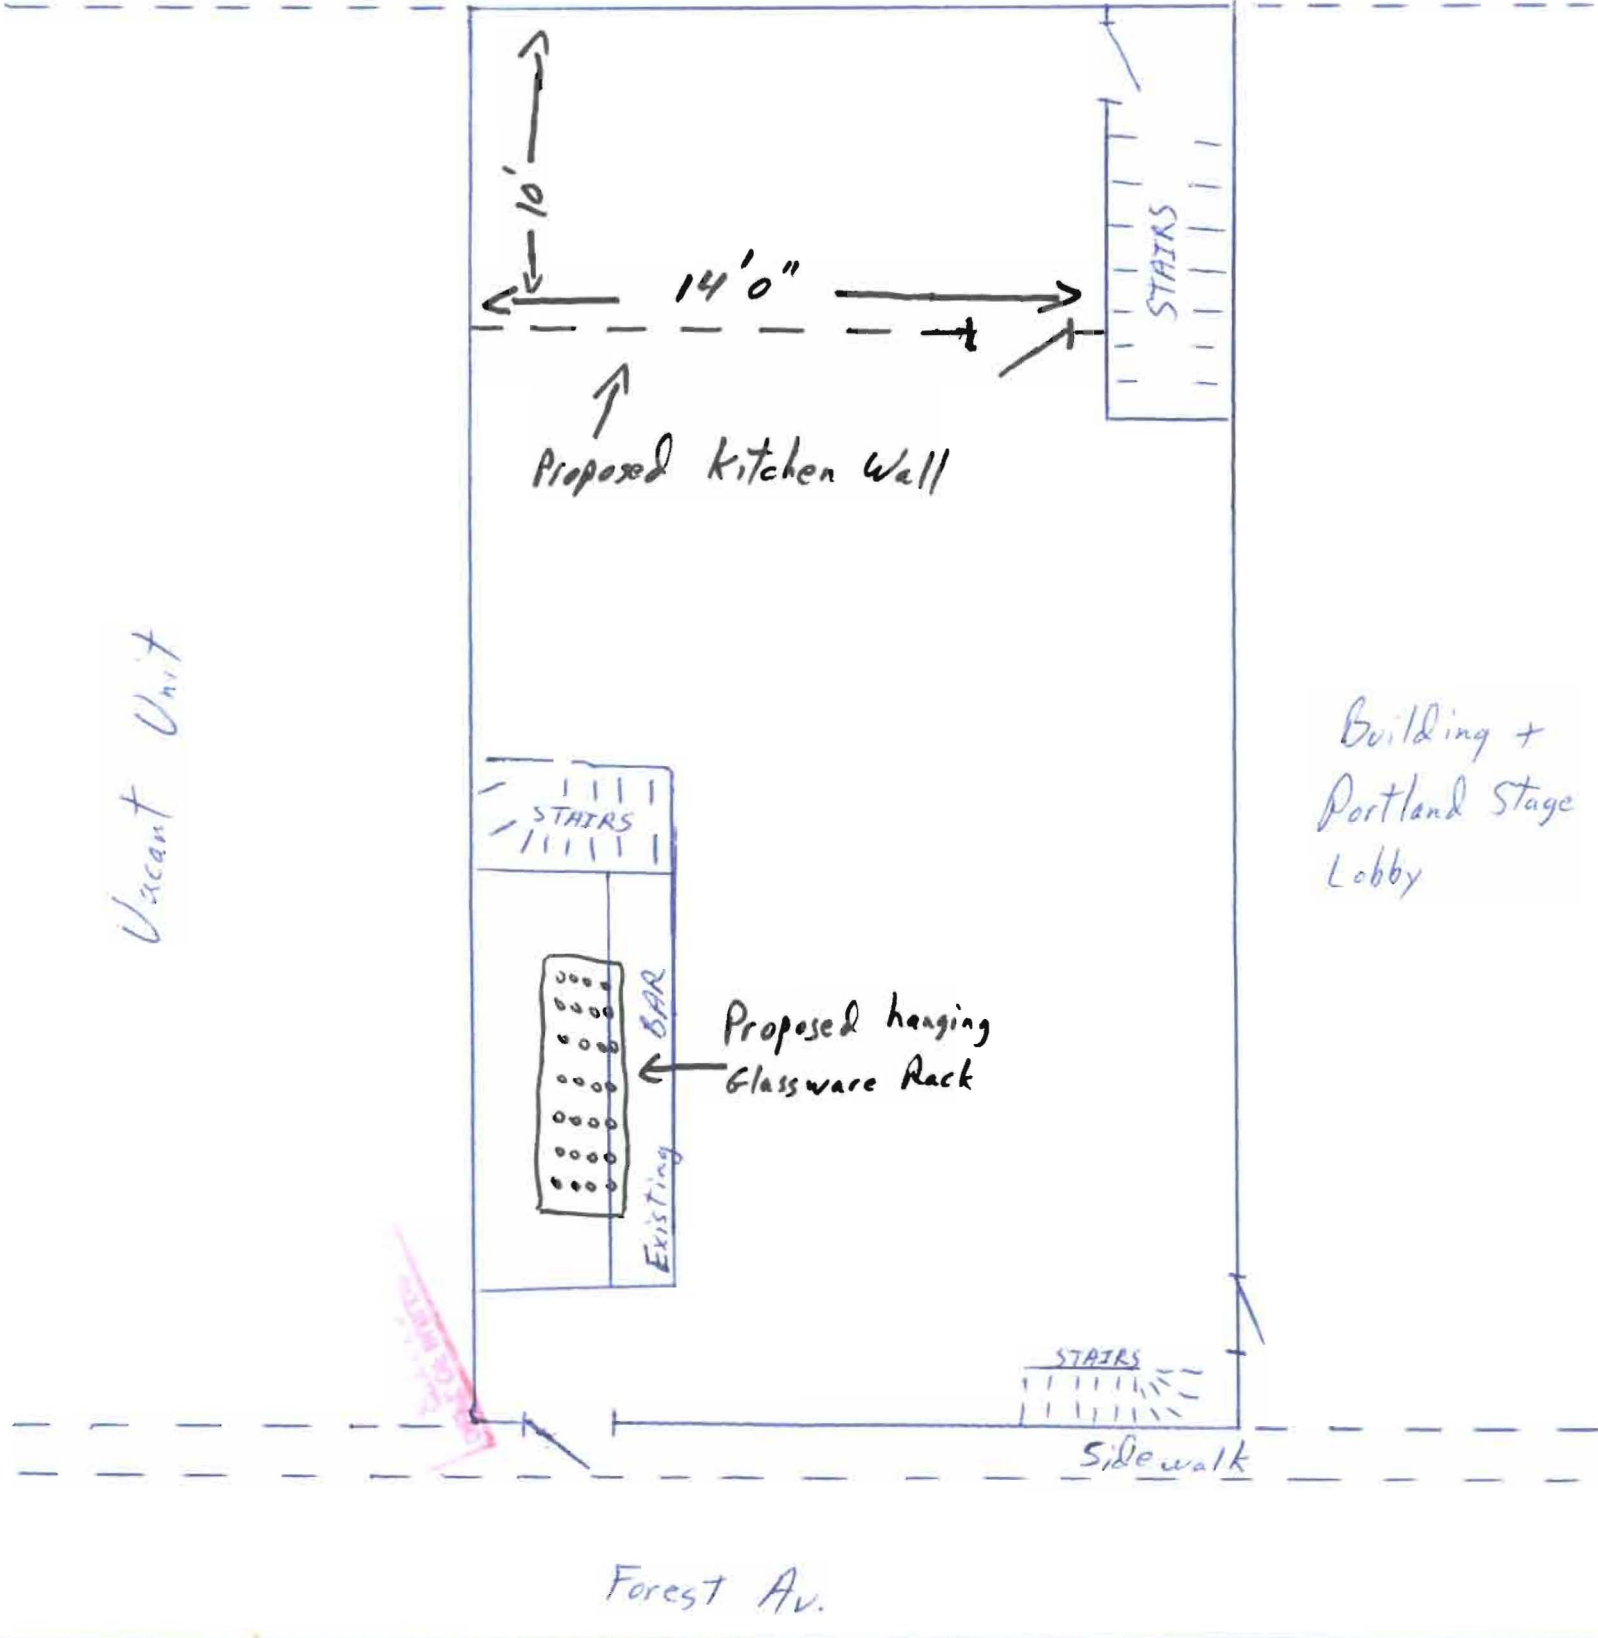 10'
14'0"
STAIRS
Proposed Kitchen Wall
Vacant Unit
Building +
Portland Stage
Lobby
STAIRS
Existing BAR
Proposed hanging
Glassware Rack
STAIRS
Sidewalk
Forest Av.